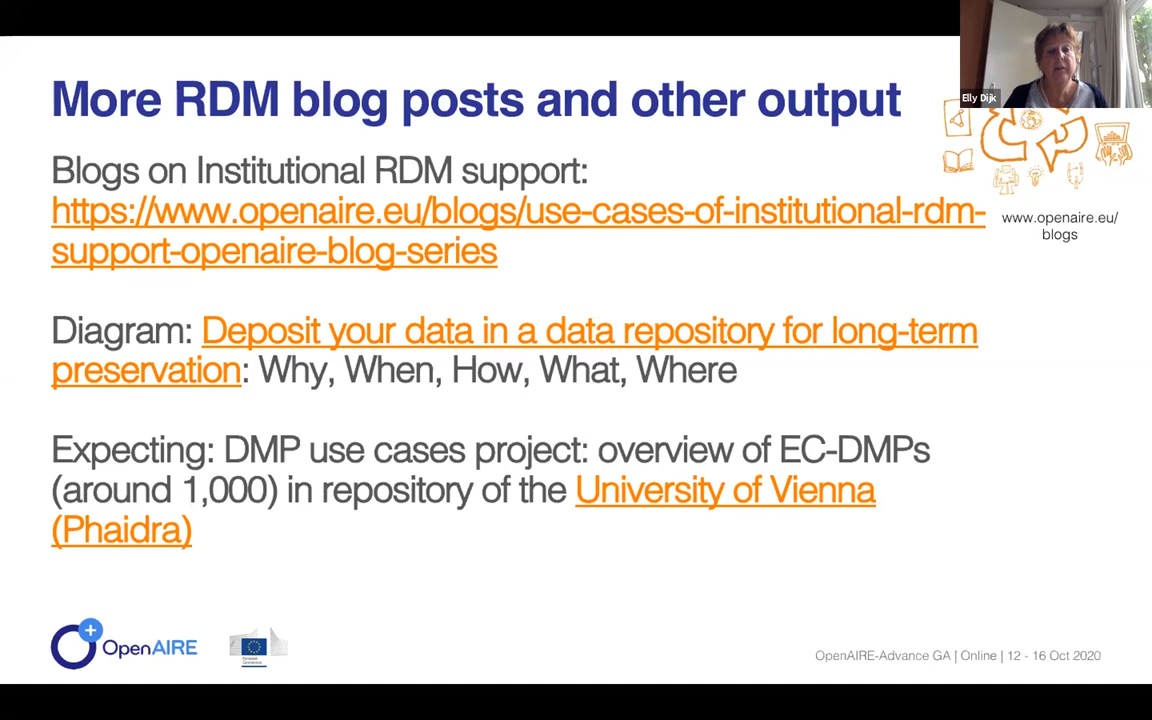 More RDM blog posts and other output
Elly Dijk
Blogs on Institutional RDM support:
https://www.openaire.eu/blogs/use-cases-of-institutional-rdm-
support-openaire-blog-series
www.openaire.eu/
blogs
Diagram: Deposit your data in a data repository for long-term
preservation: Why, When, How, What, Where
Expecting: DMP use cases project: overview of EC-DMPs
(around 1,000) in repository of the University of Vienna
(Phaidra)
OpenAIRE
European
Commission
OpenAIRE-Advance GA | Online | 12 - 16 Oct 2020